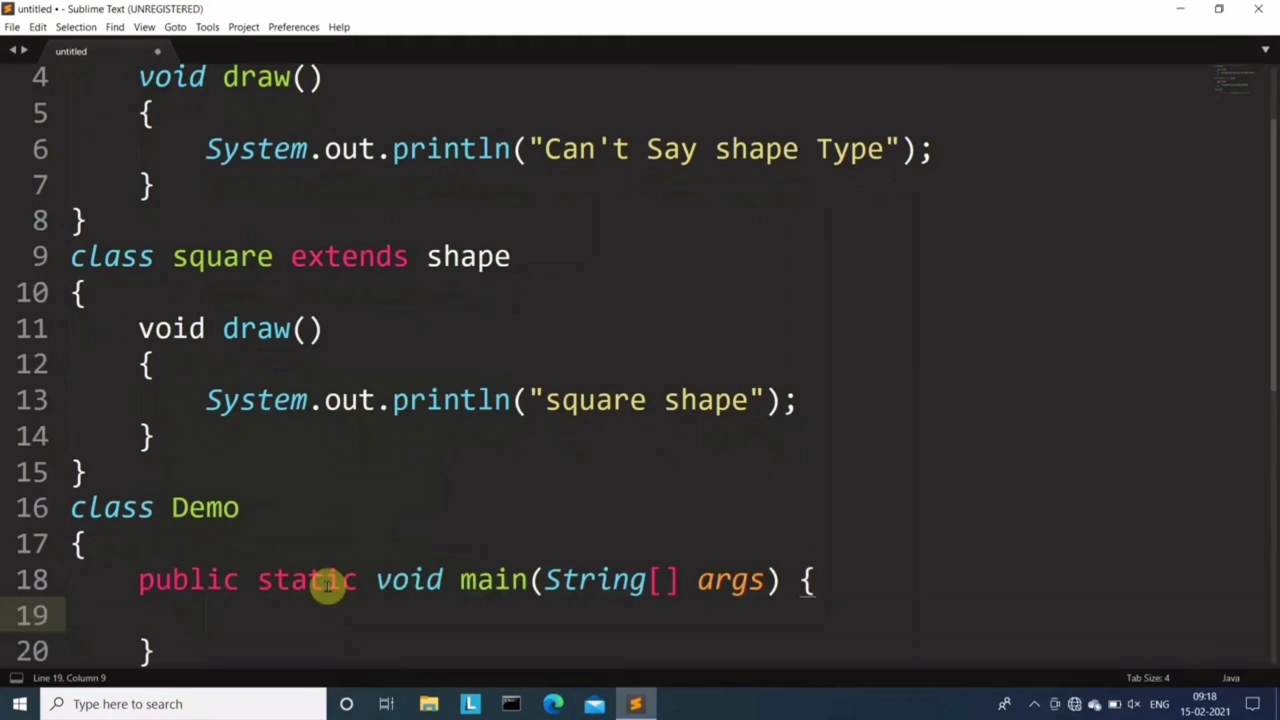 untitled • - Sublime Text (UNREGISTERED)
File Edit Selection Find View Goto Tools Project Preferences Help
untitled
4 void draw()
5 {
6 System.out.println("Can't Say shape Type");
7 }
8 }
9 class square extends shape
10 {
11 void draw()
12 {
13 System.out.println("square shape");
14 }
15 }
16 class Demo
17 {
18 public static void main(String[] args) {
19
20 }
Line 19, Column 9 Tab Size: 4 Java
Type here to search L ENG 09:18
15-02-2021